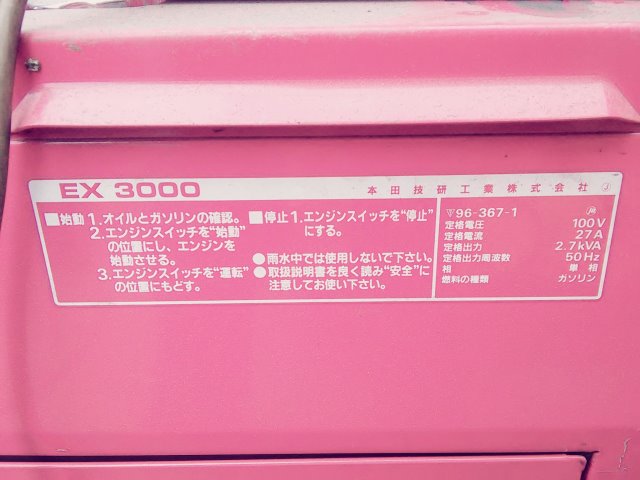 EX 3000
本田技研工業株式会社 Ⓙ
■始動 1.オイルとガソリンの確認。
2.エンジンスイッチを“始動”
の位置にし、エンジンを
始動させる。
3.エンジンスイッチを“運転”
の位置にもどす。
■停止 1.エンジンスイッチを“停止”
にする。
●雨水中では使用しないで下さい。
●取扱説明書を良く読み“安全”に
注意してお使い下さい。
〒96-367-1
定格電圧 100V
定格電流 27A
定格出力 2.7kVA
定格出力周波数 50Hz
相 単相
燃料の種類 ガソリン